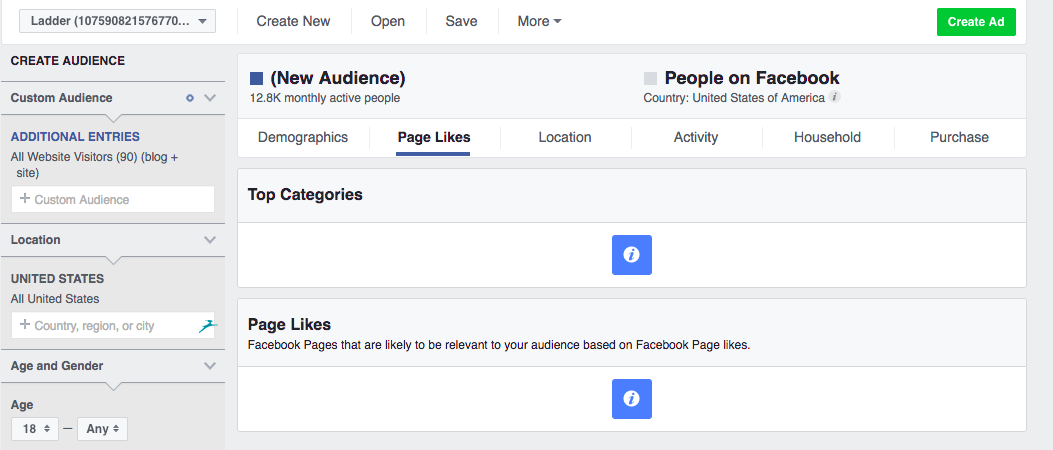 Ladder (107590821576770...
Create New
Open
Save
More
Create Ad
CREATE AUDIENCE
Custom Audience
ADDITIONAL ENTRIES
All Website Visitors (90) (blog +
site)
+ Custom Audience
Location
UNITED STATES
All United States
+ Country, region, or city
Age and Gender
Age
18 — Any
(New Audience)
12.8K monthly active people
People on Facebook
Country: United States of America i
Demographics
Page Likes
Location
Activity
Household
Purchase
Top Categories
i
Page Likes
Facebook Pages that are likely to be relevant to your audience based on Facebook Page likes.
i